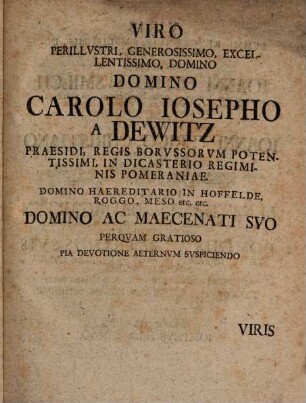 VIRO
PERILLVSTRI, GENEROSISSIMO, EXCEL-
LENTISSIMO, DOMINO
DOMINO
CAROLO IOSEPHO
A DEWITZ
PRAESIDI, REGIS BORVSSORVM POTEN-
TISSIMI, IN DICASTERIO REGIMI-
NIS POMERANIAE.
DOMINO HAEREDITARIO IN HOFFELDE,
ROGGO, MESO etc. etc.
DOMINO AC MAECENATI SVO
PERQVAM GRATIOSO
PIA DEVOTIONE AETERNVM SVSPICIENDO
VIRIS